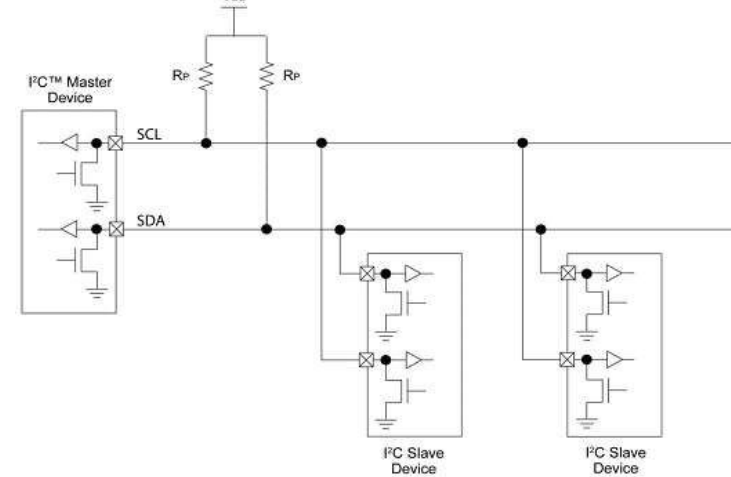 RP
RP
I²C™ Master
Device
SCL
SDA
I²C Slave
Device
I²C Slave
Device